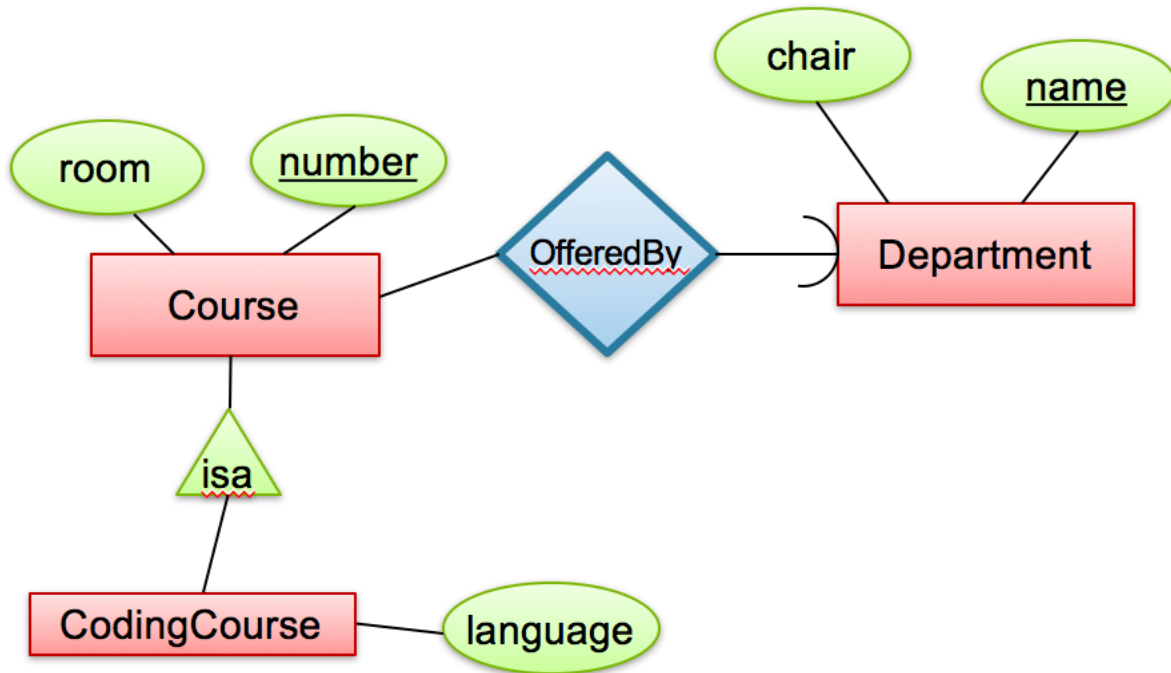 chair
name
room
number
OfferedBy
Department
Course
isa
CodingCourse
language